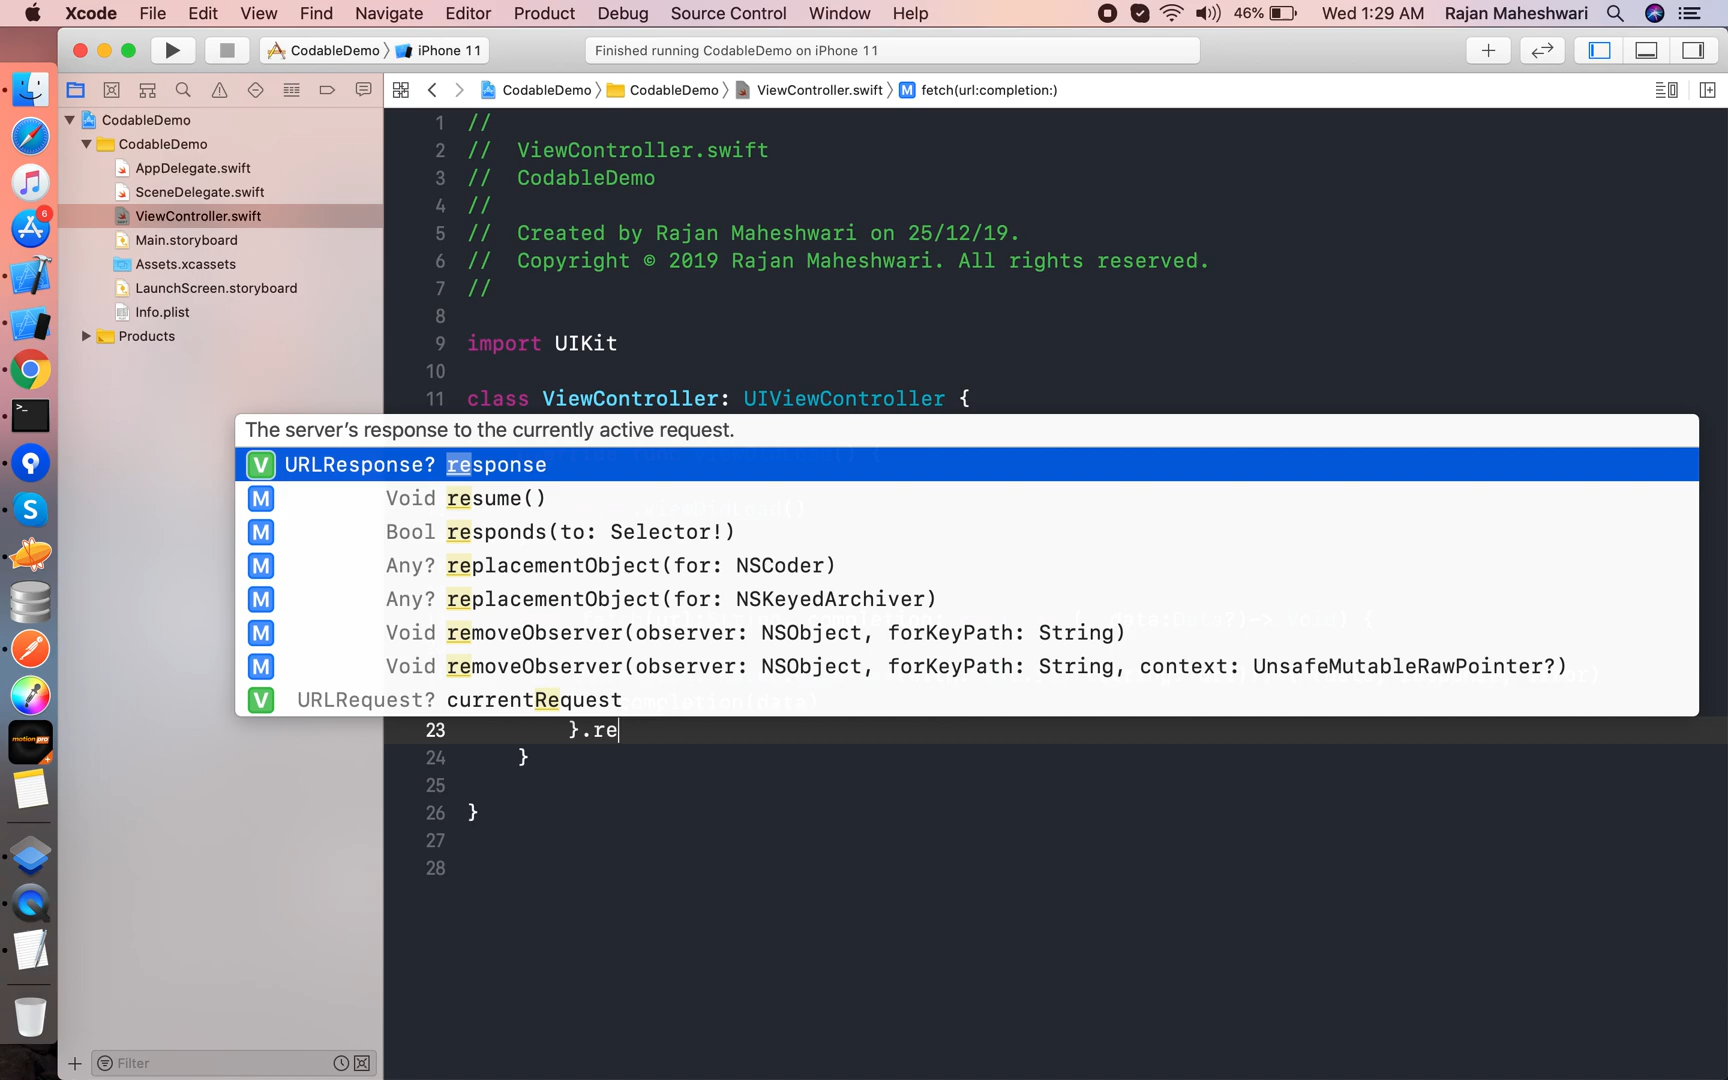 Xcode File Edit View Find Navigate Editor Product Debug Source Control Window Help 46% Wed 1:29 AM Rajan Maheshwari
CodableDemo iPhone 11 Finished running CodableDemo on iPhone 11
CodableDemo CodableDemo ViewController.swift M fetch(url:completion:)
CodableDemo
CodableDemo
AppDelegate.swift
SceneDelegate.swift
ViewController.swift
Main.storyboard
Assets.xcassets
LaunchScreen.storyboard
Info.plist
Products
6
S
motion pro
1 //
2 // ViewController.swift
3 // CodableDemo
4 //
5 // Created by Rajan Maheshwari on 25/12/19.
6 // Copyright © 2019 Rajan Maheshwari. All rights reserved.
7 //
8
9 import UIKit
10
11 class ViewController: UIViewController {
The server's response to the currently active request.
V URLResponse? response
M Void resume()
M Bool responds(to: Selector!)
M Any? replacementObject(for: NSCoder)
M Any? replacementObject(for: NSKeyedArchiver)
M Void removeObserver(observer: NSObject, forKeyPath: String)
M Void removeObserver(observer: NSObject, forKeyPath: String, context: UnsafeMutableRawPointer?)
V URLRequest? currentRequest
23 }.re
24 }
25
26 }
27
28
Filter